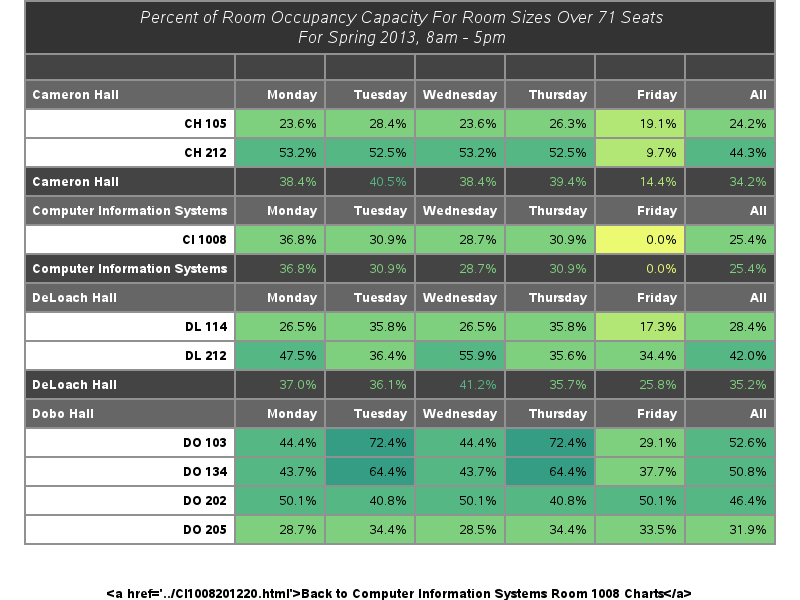 Percent of Room Occupancy Capacity For Room Sizes Over 71 Seats
For Spring 2013, 8am - 5pm
Cameron Hall Monday Tuesday Wednesday Thursday Friday All
CH 105 23.6% 28.4% 23.6% 26.3% 19.1% 24.2%
CH 212 53.2% 52.5% 53.2% 52.5% 9.7% 44.3%
Cameron Hall 38.4% 40.5% 38.4% 39.4% 14.4% 34.2%
Computer Information Systems Monday Tuesday Wednesday Thursday Friday All
CI 1008 36.8% 30.9% 28.7% 30.9% 0.0% 25.4%
Computer Information Systems 36.8% 30.9% 28.7% 30.9% 0.0% 25.4%
DeLoach Hall Monday Tuesday Wednesday Thursday Friday All
DL 114 26.5% 35.8% 26.5% 35.8% 17.3% 28.4%
DL 212 47.5% 36.4% 55.9% 35.6% 34.4% 42.0%
DeLoach Hall 37.0% 36.1% 41.2% 35.7% 25.8% 35.2%
Dobo Hall Monday Tuesday Wednesday Thursday Friday All
DO 103 44.4% 72.4% 44.4% 72.4% 29.1% 52.6%
DO 134 43.7% 64.4% 43.7% 64.4% 37.7% 50.8%
DO 202 50.1% 40.8% 50.1% 40.8% 50.1% 46.4%
DO 205 28.7% 34.4% 28.5% 34.4% 33.5% 31.9%
<a href='../CI1008201220.html'>Back to Computer Information Systems Room 1008 Charts</a>